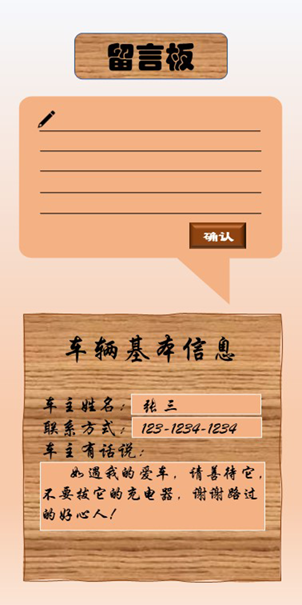 留言板
确认
车辆基本信息
车主姓名：张三
联系方式：123-1234-1234
车主有话说：
如遇我的爱车，请善待它，
不要拔它的充电器，谢谢路过
的好心人！